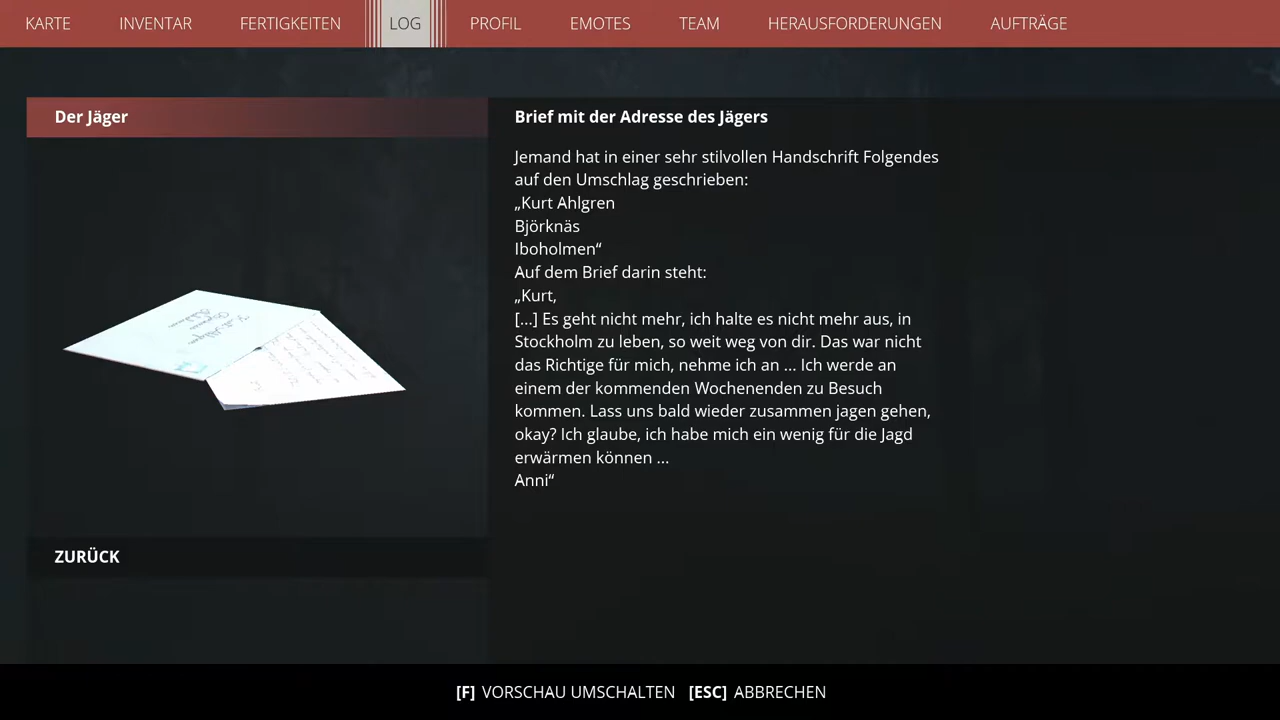 KARTE INVENTAR FERTIGKEITEN LOG PROFIL EMOTES TEAM HERAUSFORDERUNGEN AUFTRÄGE
Der Jäger
Brief mit der Adresse des Jägers
Jemand hat in einer sehr stilvollen Handschrift Folgendes
auf den Umschlag geschrieben:
„Kurt Ahlgren
Björknäs
Iboholmen“
Auf dem Brief darin steht:
„Kurt,
[...] Es geht nicht mehr, ich halte es nicht mehr aus, in
Stockholm zu leben, so weit weg von dir. Das war nicht
das Richtige für mich, nehme ich an ... Ich werde an
einem der kommenden Wochenenden zu Besuch
kommen. Lass uns bald wieder zusammen jagen gehen,
okay? Ich glaube, ich habe mich ein wenig für die Jagd
erwärmen können ...
Anni“
ZURÜCK
[F] VORSCHAU UMSCHALTEN [ESC] ABBRECHEN